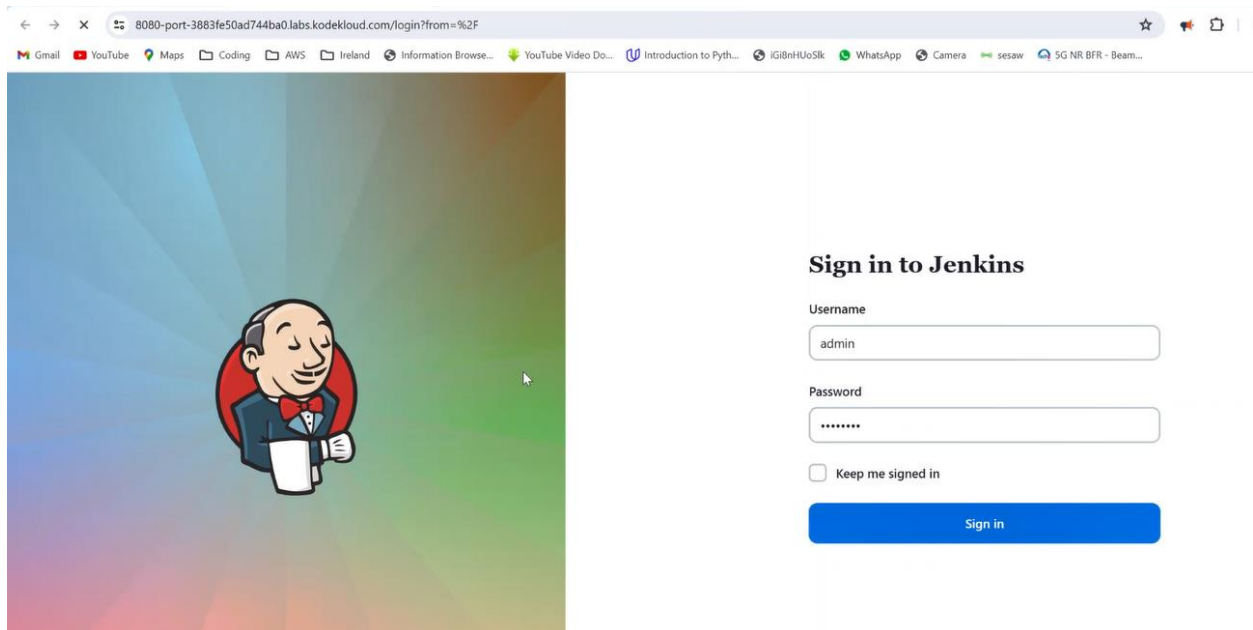 8080-port-3883fe50ad744ba0.labs.kodekloud.com/login?from=%2F
Gmail YouTube Maps Coding AWS Ireland Information Browse... YouTube Video Do... Introduction to Pyth... iGi8nHUoSlk WhatsApp Camera sesaw 5G NR BFR - Beam...
Sign in to Jenkins
Username
admin
Password
••••••••
Keep me signed in
Sign in